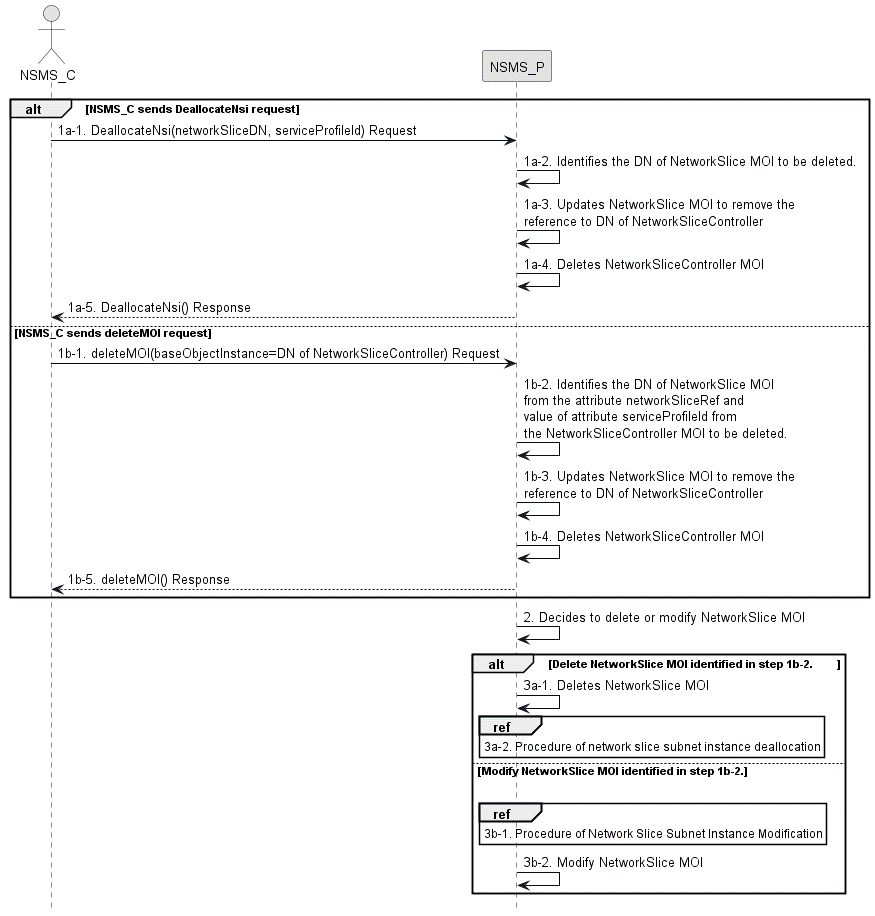 NSMS_C
NSMS_P
alt
[NSMS_C sends DeallocateNsi request]
1a-1. DeallocateNsi(networkSliceDN, serviceProfileId) Request
1a-2. Identifies the DN of NetworkSlice MOI to be deleted.
1a-3. Updates NetworkSlice MOI to remove the
reference to DN of NetworkSliceController
1a-4. Deletes NetworkSliceController MOI
1a-5. DeallocateNsi() Response
[NSMS_C sends deleteMOI request]
1b-1. deleteMOI(baseObjectInstance=DN of NetworkSliceController) Request
1b-2. Identifies the DN of NetworkSlice MOI
from the attribute networkSliceRef and
value of attribute serviceProfileId from
the NetworkSliceController MOI to be deleted.
1b-3. Updates NetworkSlice MOI to remove the
reference to DN of NetworkSliceController
1b-4. Deletes NetworkSliceController MOI
1b-5. deleteMOI() Response
2. Decides to delete or modify NetworkSlice MOI
alt
[Delete NetworkSlice MOI identified in step 1b-2. ]
3a-1. Deletes NetworkSlice MOI
ref
3a-2. Procedure of network slice subnet instance deallocation
[Modify NetworkSlice MOI identified in step 1b-2.]
ref
3b-1. Procedure of Network Slice Subnet Instance Modification
3b-2. Modify NetworkSlice MOI